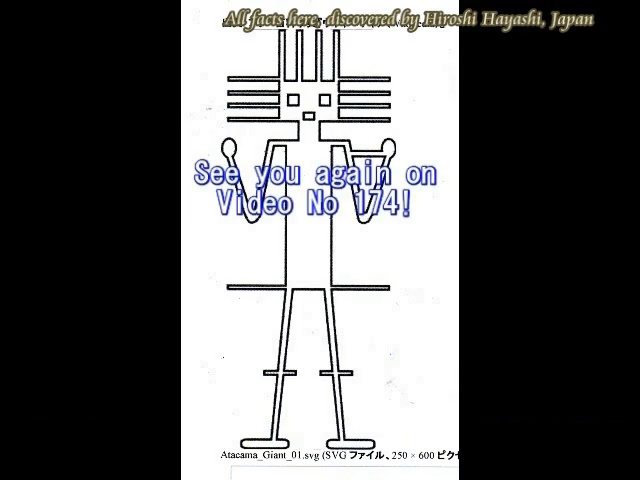 All facts here, discovered by Hiroshi Hayashi, Japan
See you again on
Video No 174!
Atacama_Giant_01.svg (SVG ファイル、250 × 600 ピク